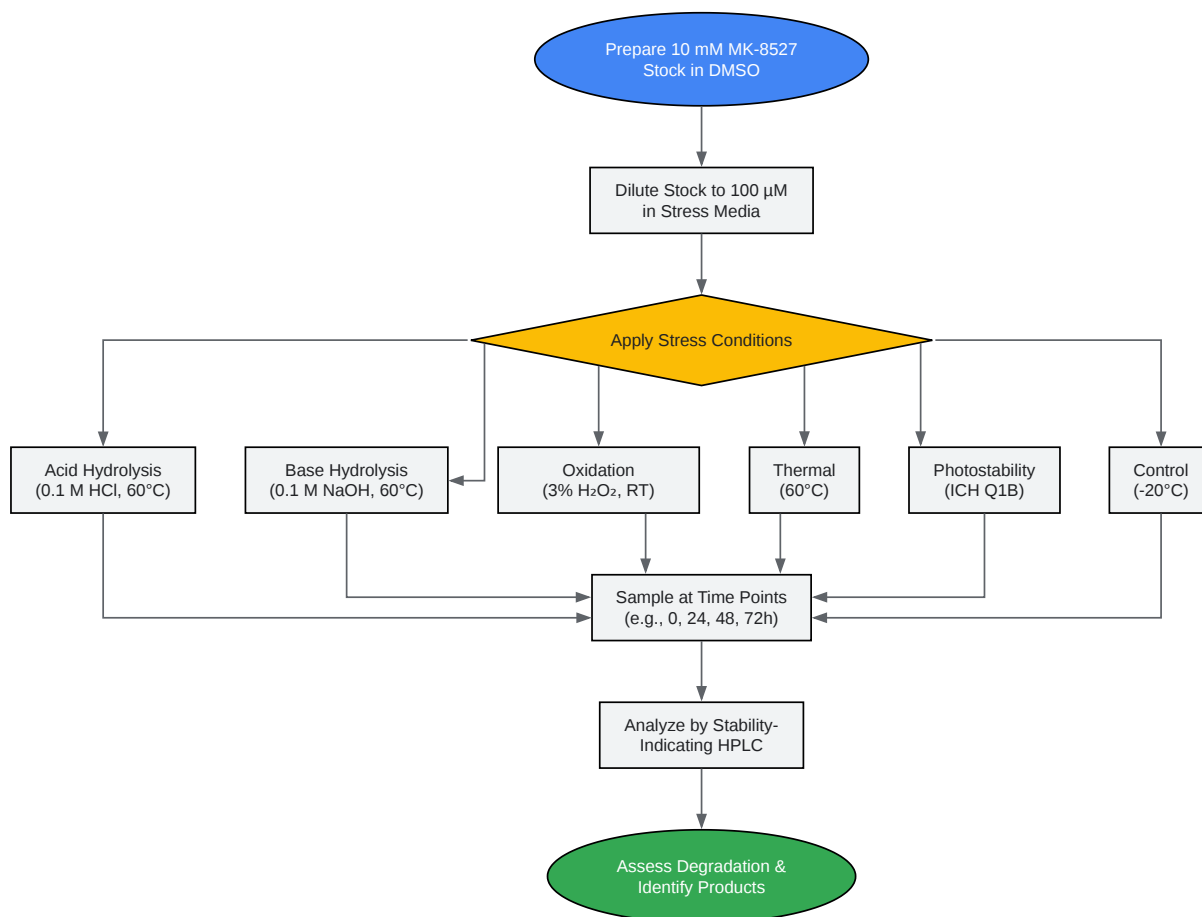 Prepare 10 mM MK-8527
Stock in DMSO
Dilute Stock to 100 µM
in Stress Media
Apply Stress Conditions
Acid Hydrolysis
(0.1 M HCl, 60°C)
Base Hydrolysis
(0.1 M NaOH, 60°C)
Oxidation
(3% H₂O₂, RT)
Thermal
(60°C)
Photostability
(ICH Q1B)
Control
(-20°C)
Sample at Time Points
(e.g., 0, 24, 48, 72h)
Analyze by Stability-
Indicating HPLC
Assess Degradation &
Identify Products